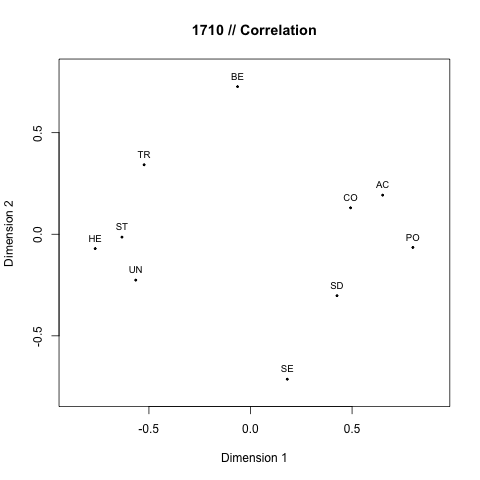 1710 // Correlation
BE
TR
AC
CO
ST
HE
PO
UN
SD
SE
0.5
0.0
-0.5
Dimension 2
-0.5
0.0
0.5
Dimension 1